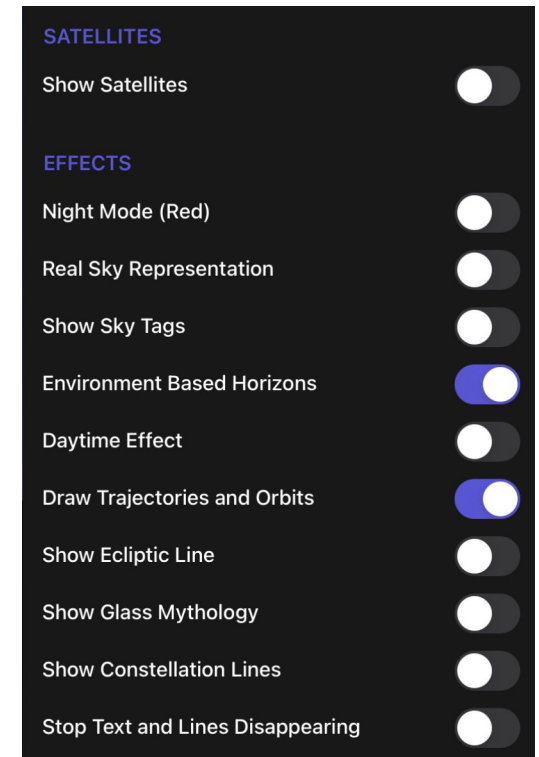 SATELLITES
Show Satellites
EFFECTS
Night Mode (Red)
Real Sky Representation
Show Sky Tags
Environment Based Horizons
Daytime Effect
Draw Trajectories and Orbits
Show Ecliptic Line
Show Glass Mythology
Show Constellation Lines
Stop Text and Lines Disappearing